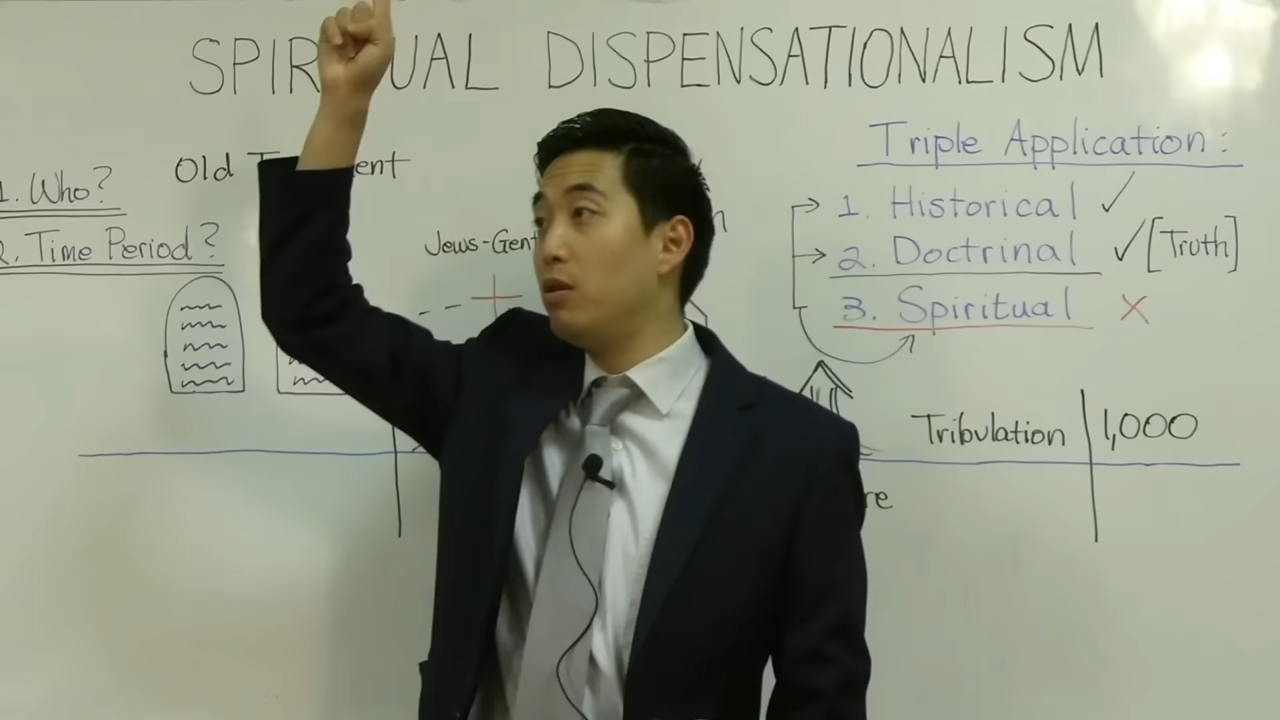 SPIR UAL DISPENSATIONALISM
1. Who?
2. Time Period?
Old T ent
Jews-Gen
Triple Application:
1. Historical ✓
2. Doctrinal ✓ [Truth]
3. Spiritual X
Tribulation 1,000
re